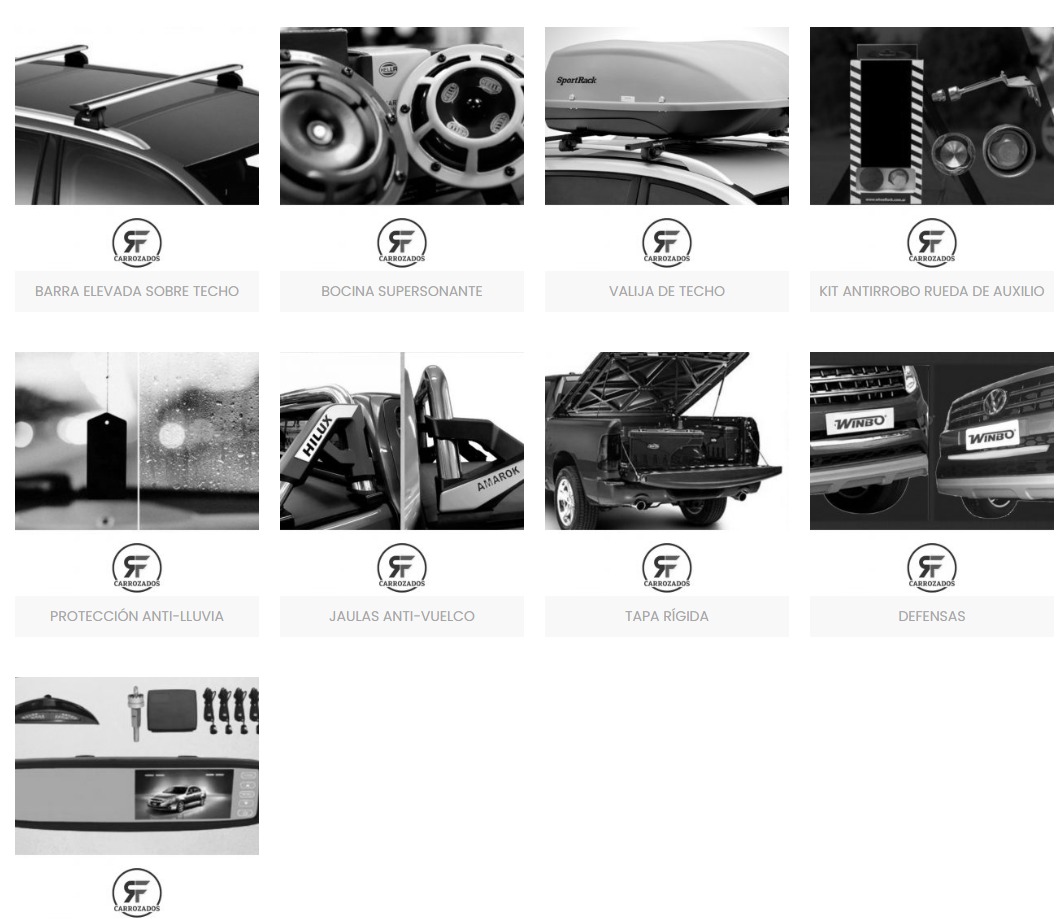 HELLA
SportRack
RF
CARROZADOS
RF
CARROZADOS
RF
CARROZADOS
RF
CARROZADOS
BARRA ELEVADA SOBRE TECHO
BOCINA SUPERSONANTE
VALIJA DE TECHO
KIT ANTIRROBO RUEDA DE AUXILIO
HILUX
AMAROK
WINBO
WINBO
RF
CARROZADOS
RF
CARROZADOS
RF
CARROZADOS
RF
CARROZADOS
PROTECCIÓN ANTI-LLUVIA
JAULAS ANTI-VUELCO
TAPA RÍGIDA
DEFENSAS
RF
CARROZADOS